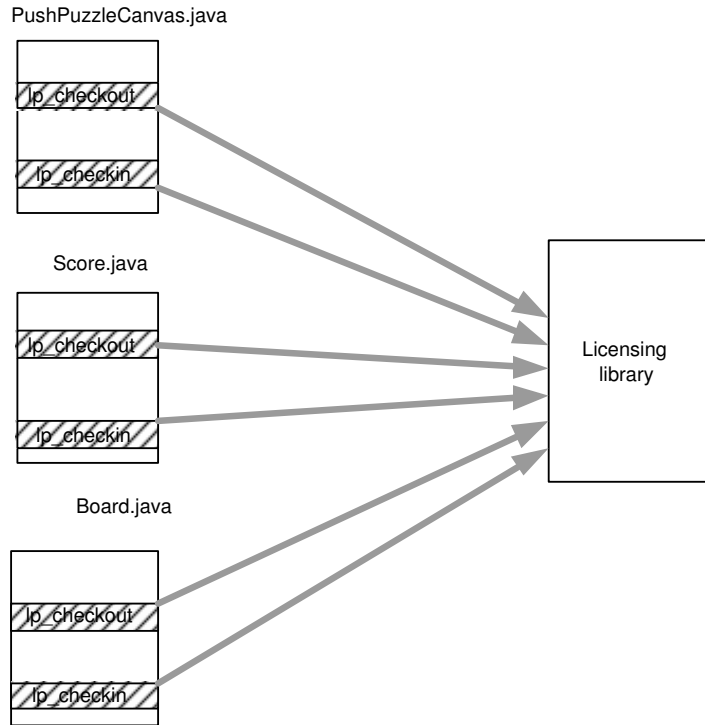 PushPuzzleCanvas.java
lp_checkout
lp_checkin
Score.java
lp_checkout
lp_checkin
Board.java
lp_checkout
lp_checkin
Licensing
library